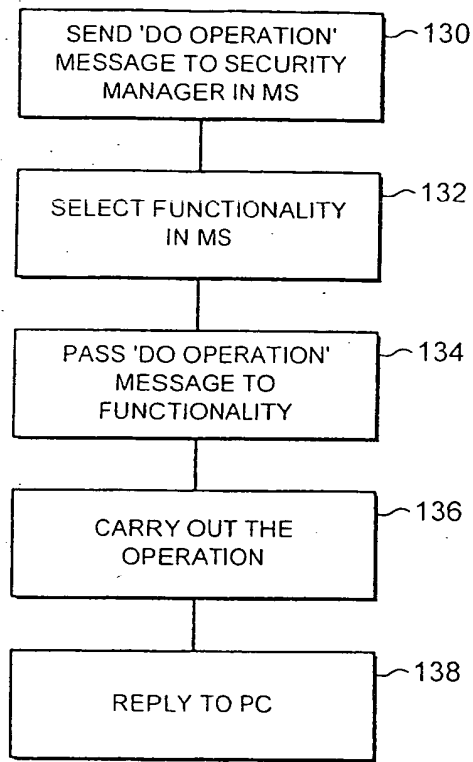 SEND 'DO OPERATION'
MESSAGE TO SECURITY
MANAGER IN MS
130
SELECT FUNCTIONALITY
IN MS
132
PASS 'DO OPERATION'
MESSAGE TO
FUNCTIONALITY
134
CARRY OUT THE
OPERATION
136
REPLY TO PC
138